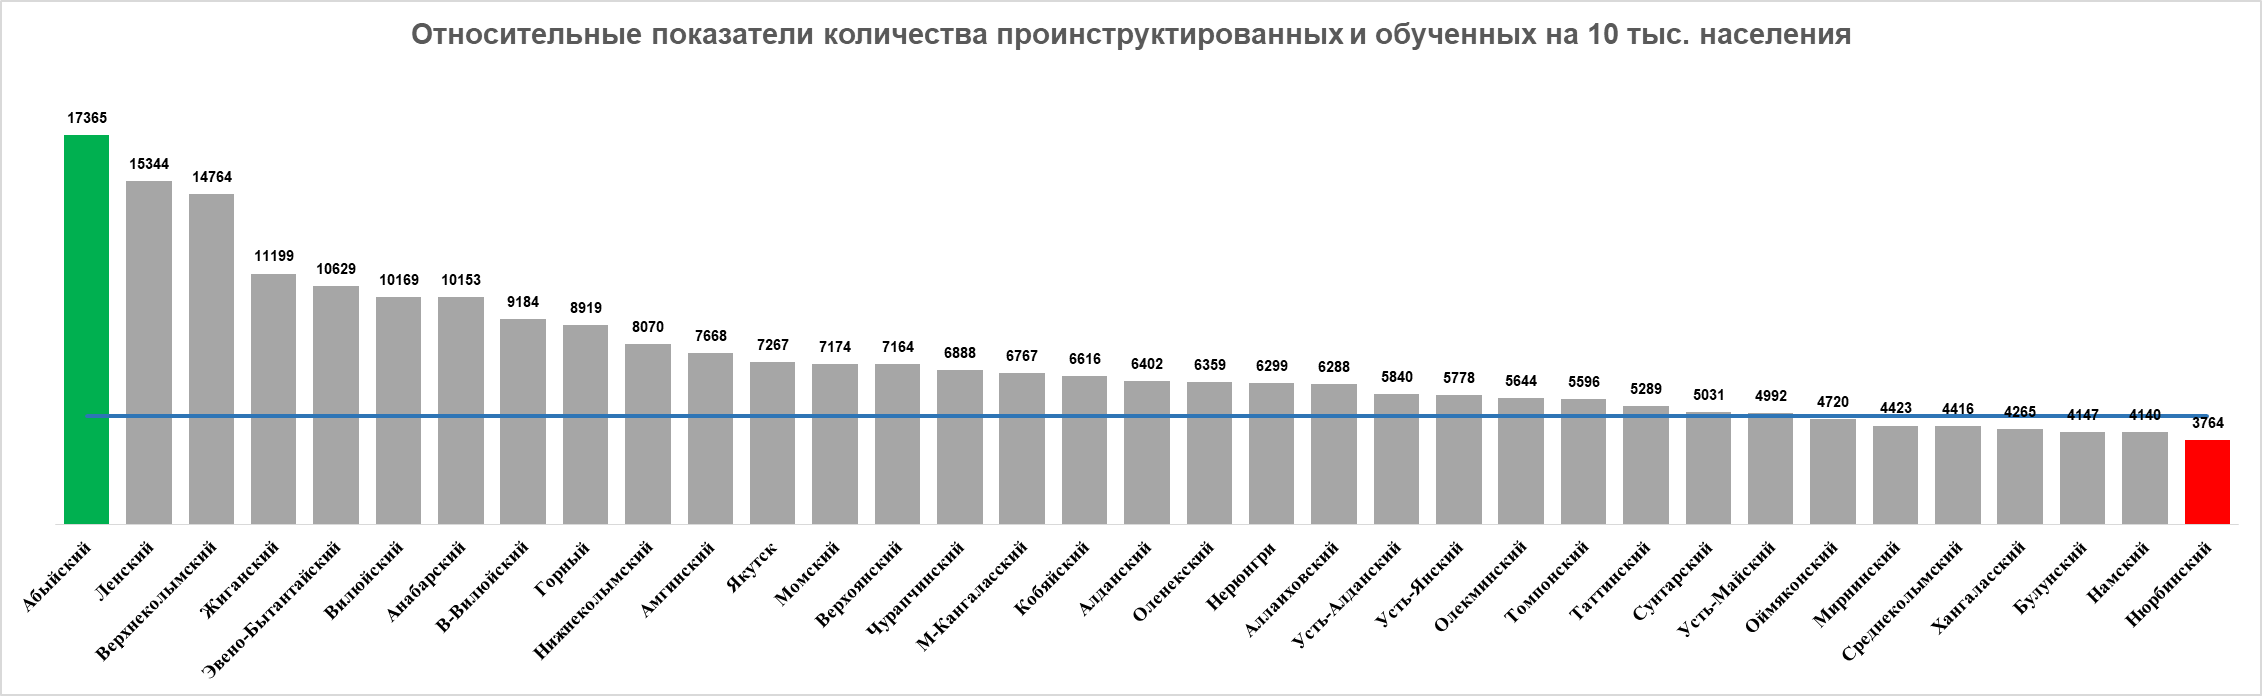 Относительные показатели количества проинструктированных и обученных на 10 тыс. населения
17365
15344
14764
11199
10629
10169
10153
9184
8919
8070
7668
7267
7174
7164
6888
6767
6616
6402
6359
6299
6288
5840
5778
5644
5596
5289
5031
4992
4720
4423
4416
4265
4147
4140
3764
Абыйский
Ленский
Верхнеколымский
Жиганский
Эвено-Бытантайский
Вилюйский
Анабарский
В-Вилюйский
Горный
Нижнеколымский
Амгинский
Якутск
Момский
Верхоянский
Чурапчинский
М-Кангаласский
Кобяйский
Алданский
Оленекский
Нерюнгри
Аллаиховский
Усть-Алданский
Усть-Янский
Олекминский
Томпонский
Таттинский
Сунтарский
Усть-Майский
Оймяконский
Мирнинский
Среднеколымский
Хангаласский
Булунский
Намский
Нюрбинский